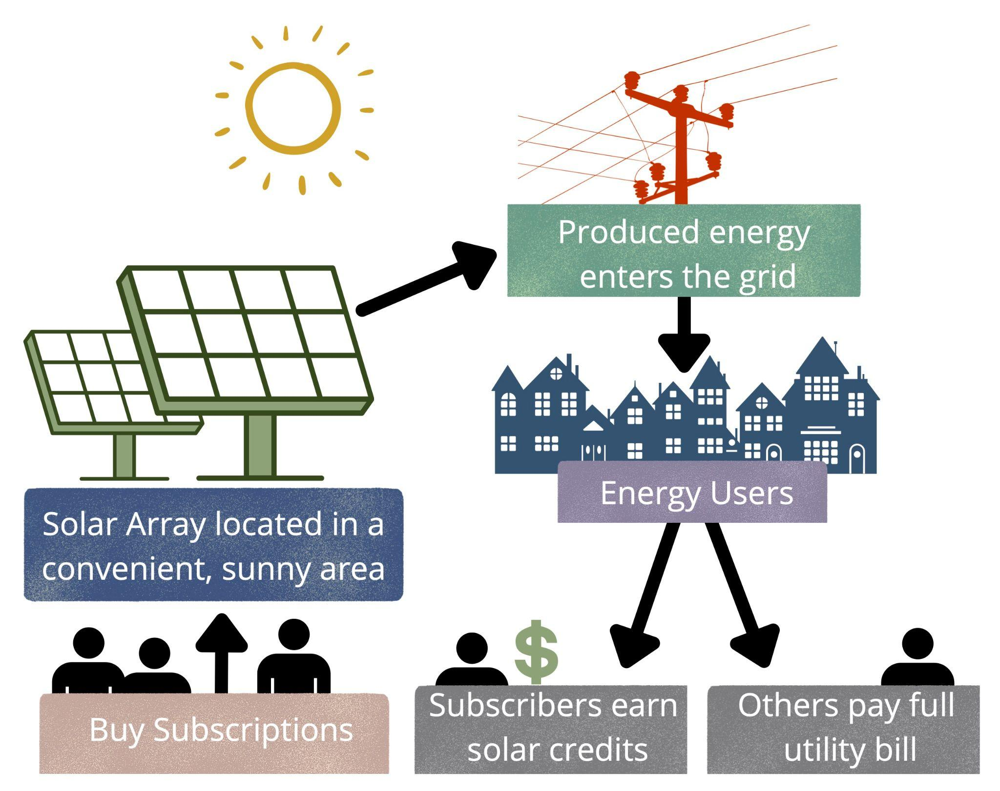 Produced energy
enters the grid
Energy Users
Solar Array located in a
convenient, sunny area
Buy Subscriptions
Subscribers earn
solar credits
$
Others pay full
utility bill